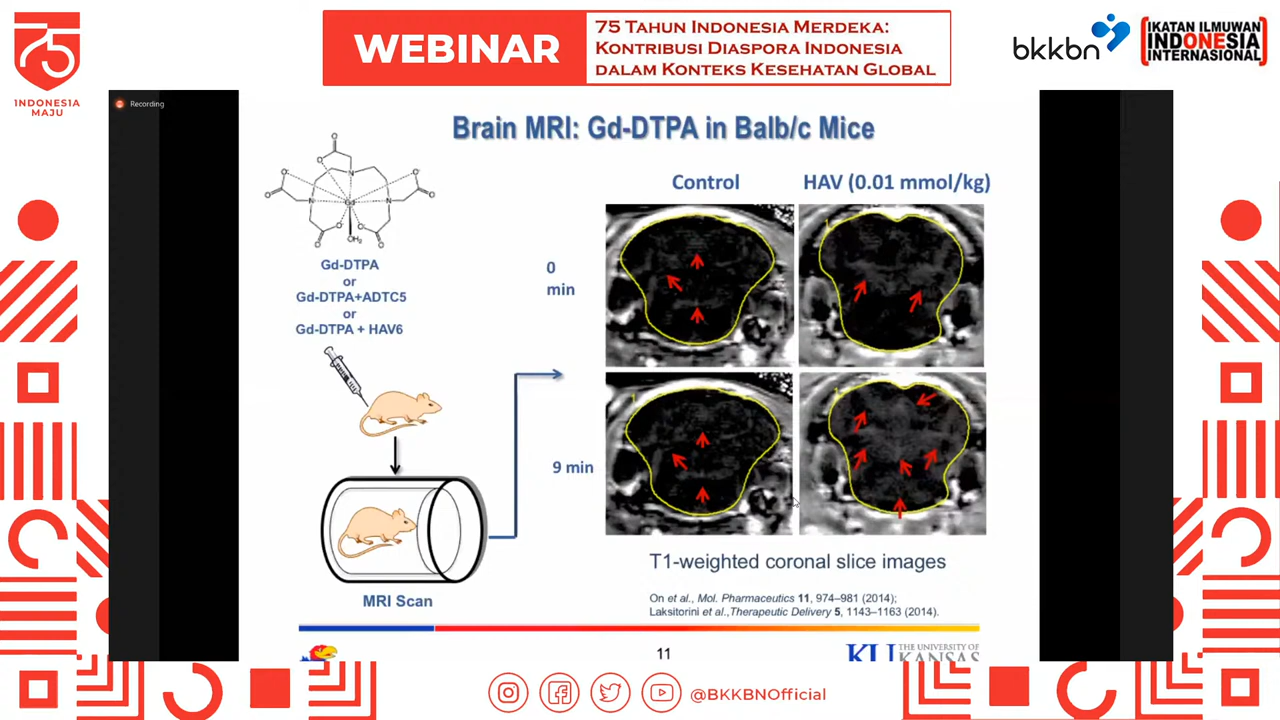 75
INDONESIA
MAJU
WEBINAR
75 TAHUN INDONESIA MERDEKA:
KONTRIBUSI DIASPORA INDONESIA
DALAM KONTEKS KESEHATAN GLOBAL
bkkbn
IKATAN ILMUWAN
INDONESIA
INTERNASIONAL
Recording
Brain MRI: Gd-DTPA in Balb/c Mice
Control
HAV (0.01 mmol/kg)
Gd-DTPA
or
Gd-DTPA+ADTC5
or
Gd-DTPA + HAV6
0
min
9 min
MRI Scan
T1-weighted coronal slice images
On et al., Mol. Pharmaceutics 11, 974–981 (2014);
Laksitorini et al.,Therapeutic Delivery 5, 1143–1163 (2014).
11
KU THE UNIVERSITY OF
KANSAS
@BKKBNOfficial